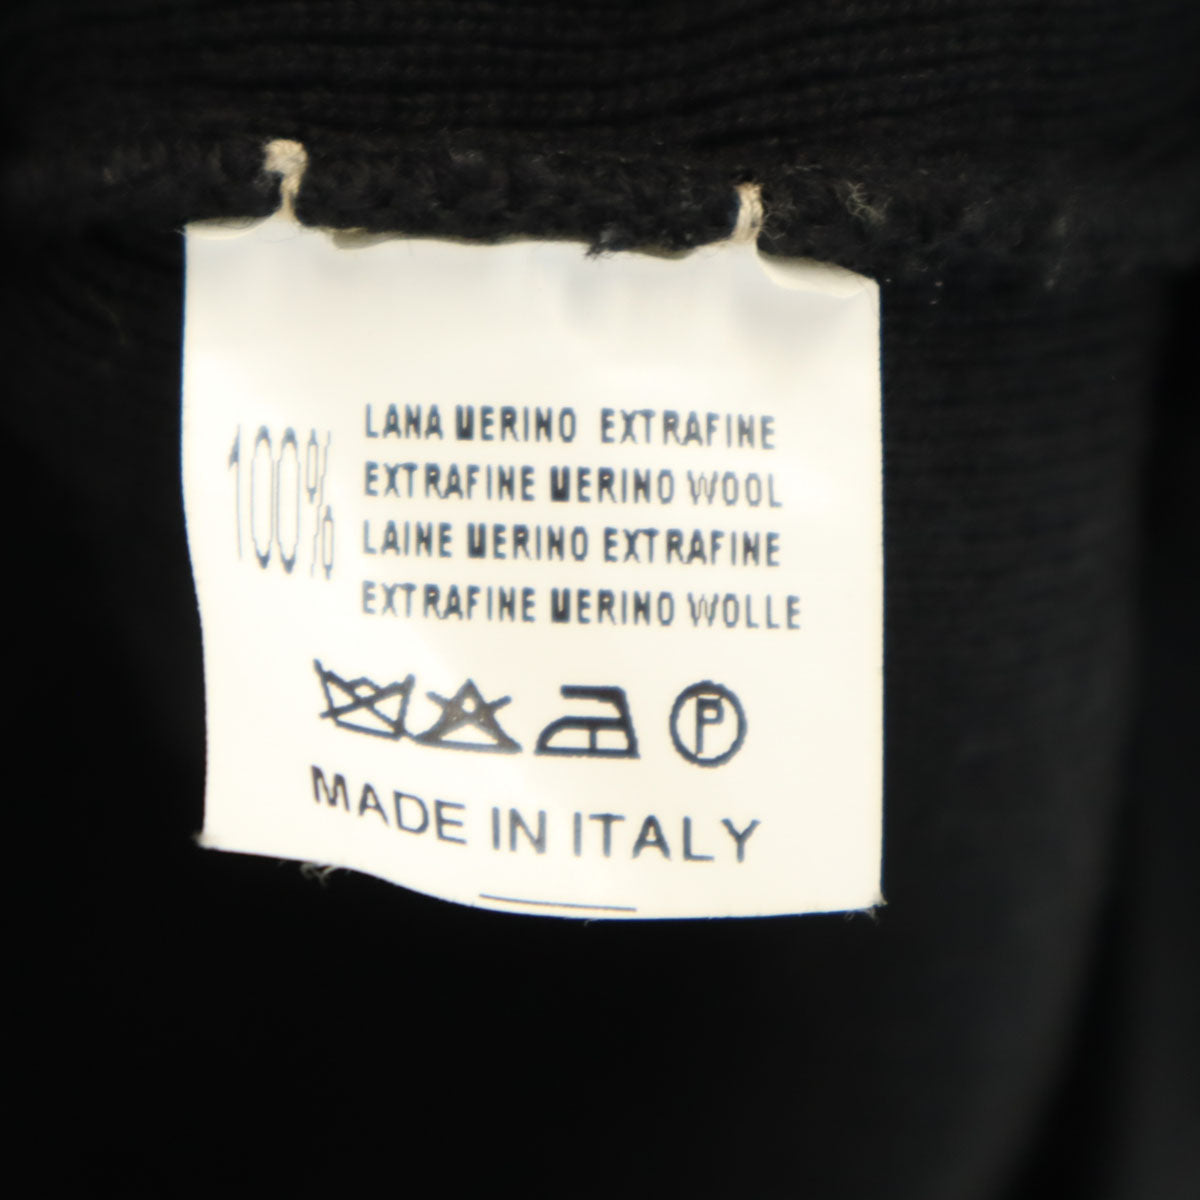 100%
LANA MERINO EXTRAFINE
EXTRAFINE MERINO WOOL
LAINE MERINO EXTRAFINE
EXTRAFINE MERINO WOLLE
P
MADE IN ITALY